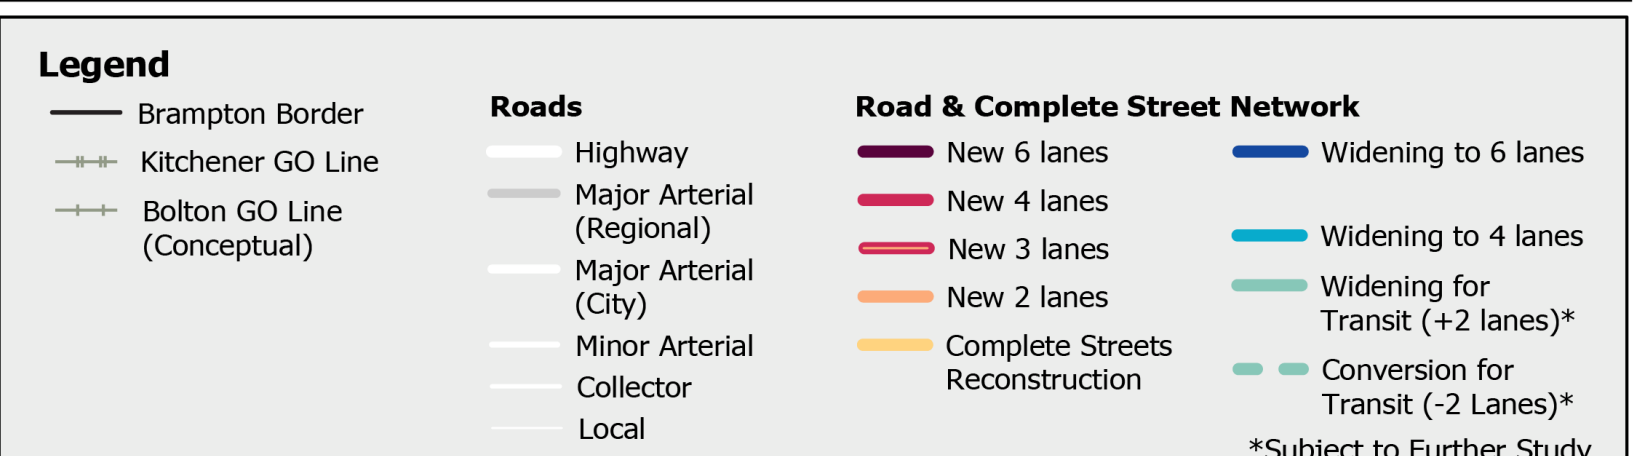 Legend
Brampton Border
Kitchener GO Line
Bolton GO Line
(Conceptual)
Roads
Highway
Major Arterial
(Regional)
Major Arterial
(City)
Minor Arterial
Collector
Local
Road & Complete Street Network
New 6 lanes
New 4 lanes
New 3 lanes
New 2 lanes
Complete Streets
Reconstruction
Widening to 6 lanes
Widening to 4 lanes
Widening for
Transit (+2 lanes)*
Conversion for
Transit (-2 Lanes)*
*Subject to Further Study